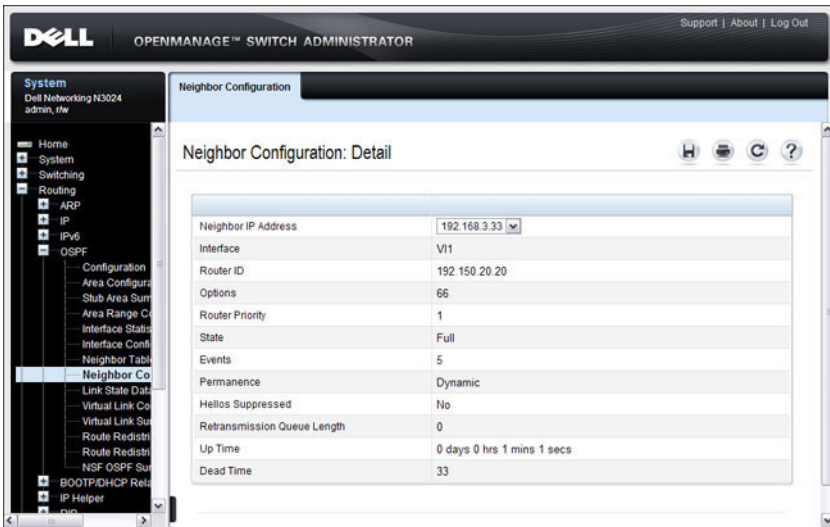 Support | About | Log Out
DELL
OPENMANAGE™ SWITCH ADMINISTRATOR
System
Dell Networking N3024
admin, r/w
Neighbor Configuration
Home
System
Switching
Routing
ARP
IP
IPv6
OSPF
Configuration
Area Configura
Stub Area Sum
Area Range Co
Interface Statis
Interface Confi
Neighbor Tabl
Neighbor Co
Link State Data
Virtual Link Co
Virtual Link Su
Route Redistri
Route Redistri
NSF OSPF Sur
BOOTP/DHCP Rela
IP Helper
Neighbor Configuration: Detail
Neighbor IP Address 192.168.3.33
Interface Vl1
Router ID 192.150.20.20
Options 66
Router Priority 1
State Full
Events 5
Permanence Dynamic
Hellos Suppressed No
Retransmission Queue Length 0
Up Time 0 days 0 hrs 1 mins 1 secs
Dead Time 33